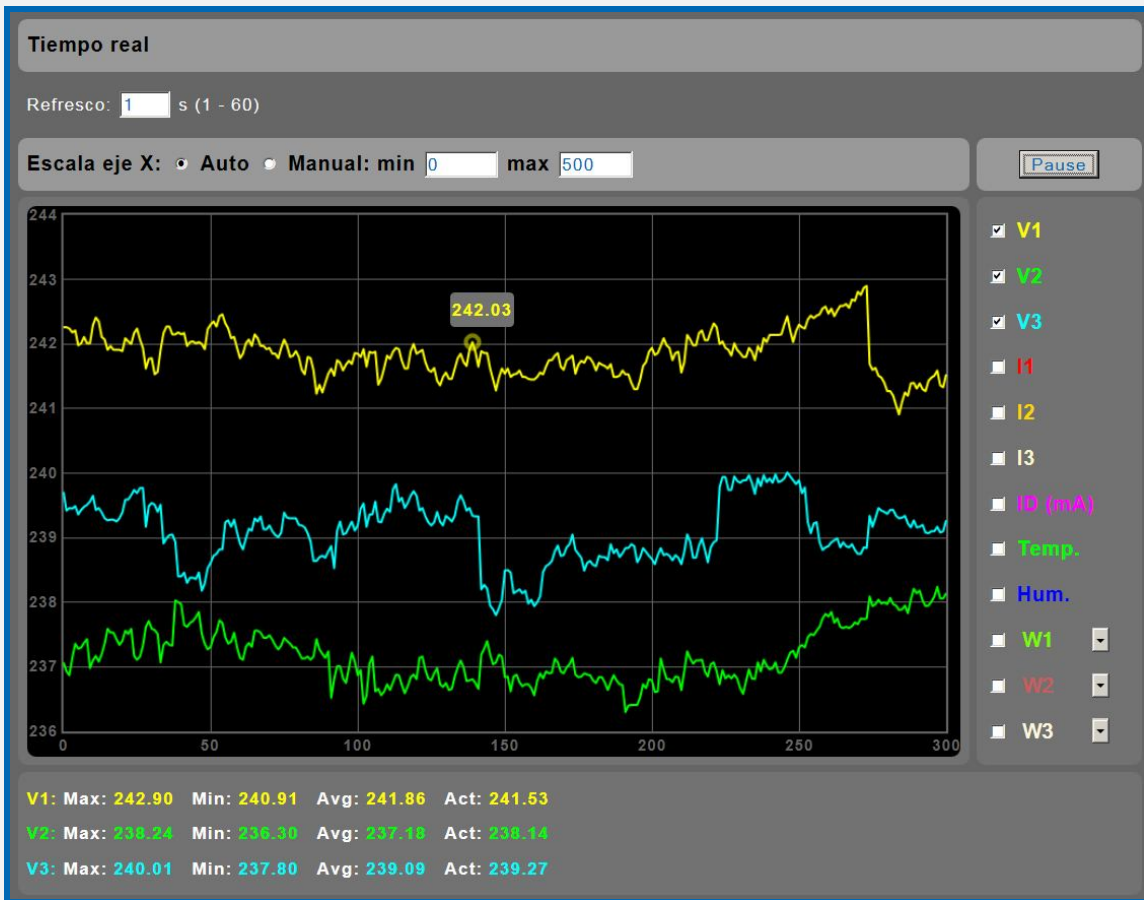 Tiempo real
Refresco: 1 s (1 - 60)
Escala eje X: Auto Manual: min 0 max 500
Pause
244
243
242
241
240
239
238
237
236
242.03
0 50 100 150 200 250 300
V1
V2
V3
I1
I2
I3
ID (mA)
Temp.
Hum.
W1
W2
W3
V1: Max: 242.90 Min: 240.91 Avg: 241.86 Act: 241.53
V2: Max: 238.24 Min: 236.30 Avg: 237.18 Act: 238.14
V3: Max: 240.01 Min: 237.80 Avg: 239.09 Act: 239.27